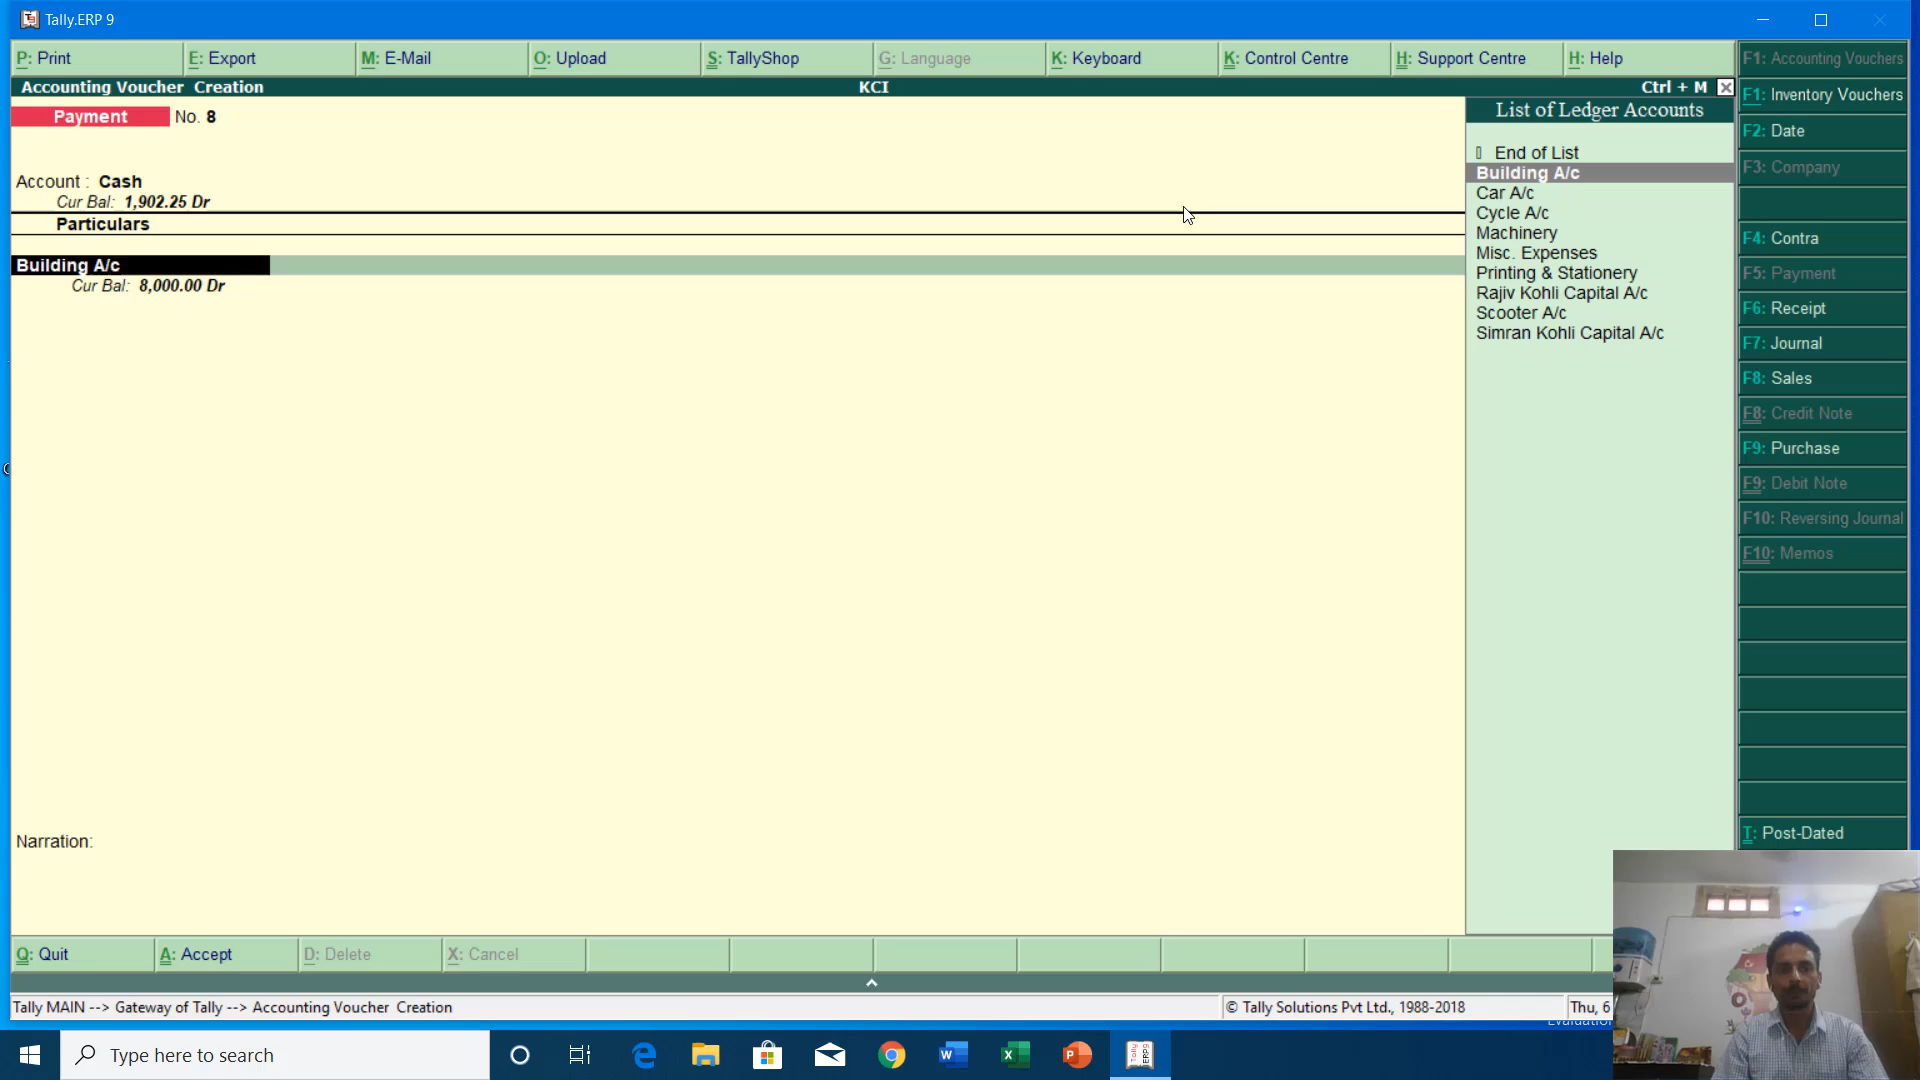 Tally.ERP 9
P: Print
E: Export
M: E-Mail
O: Upload
S: TallyShop
G: Language
K: Keyboard
K: Control Centre
H: Support Centre
H: Help
Accounting Voucher Creation
KCI
Ctrl + M
Payment No. 8
Account : Cash
Cur Bal: 1,902.25 Dr
Particulars
Building A/c
Cur Bal: 8,000.00 Dr
Narration:
List of Ledger Accounts
End of List
Building A/c
Car A/c
Cycle A/c
Machinery
Misc. Expenses
Printing & Stationery
Rajiv Kohli Capital A/c
Scooter A/c
Simran Kohli Capital A/c
F1: Accounting Vouchers
F1: Inventory Vouchers
F2: Date
F3: Company
F4: Contra
F5: Payment
F6: Receipt
F7: Journal
F8: Sales
F8: Credit Note
F9: Purchase
F9: Debit Note
F10: Reversing Journal
F10: Memos
T: Post-Dated
Q: Quit
A: Accept
D: Delete
X: Cancel
Tally MAIN --> Gateway of Tally --> Accounting Voucher Creation
© Tally Solutions Pvt Ltd., 1988-2018
Thu, 6
Type here to search